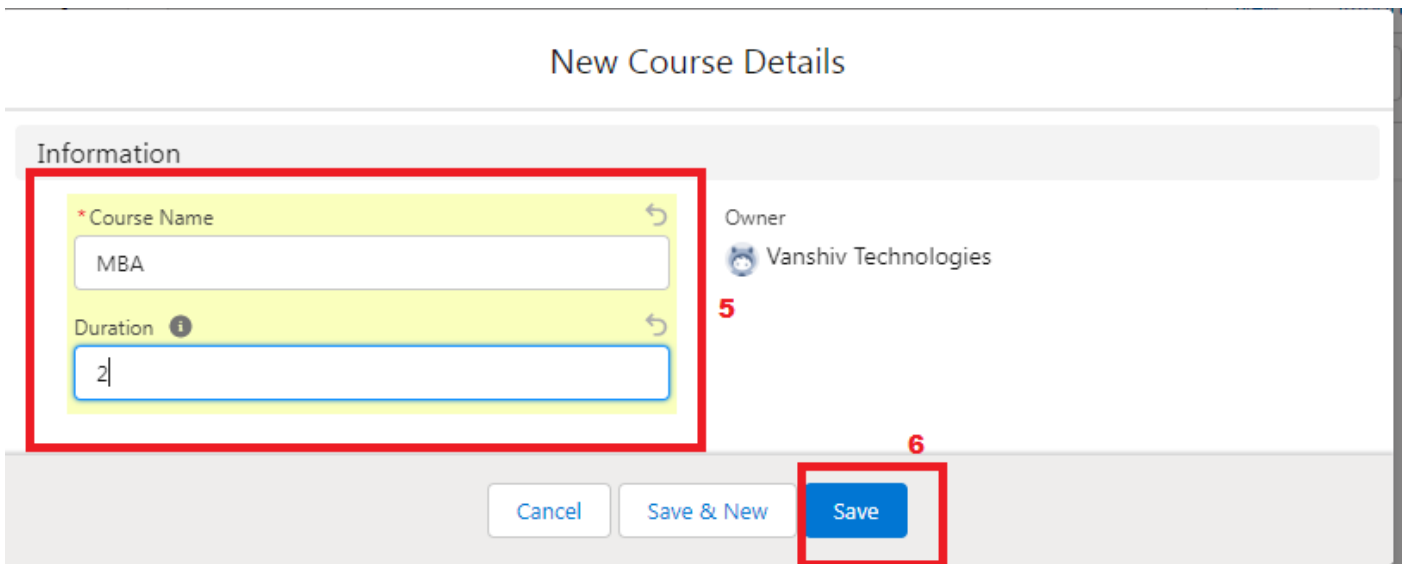 New Course Details
Information
*Course Name
MBA
Owner
Vanshiv Technologies
5
Duration
2
6
Cancel
Save & New
Save